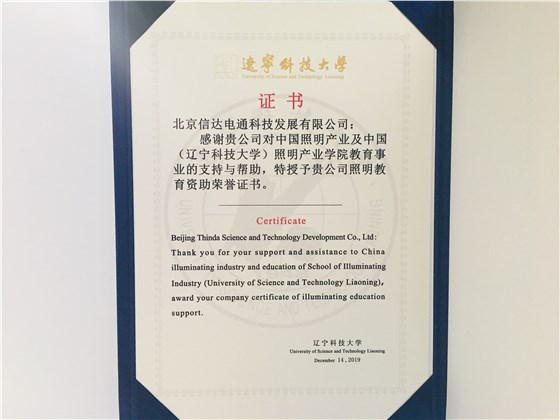 遼寧科技大学
University of Science and Technology Liaoning
证书
北京信达电通科技发展有限公司：
感谢贵公司对中国照明产业及中国
（辽宁科技大学）照明产业学院教育事
业的支持与帮助，特授予贵公司照明教
育资助荣誉证书。
Certificate
Beijing Thinda Science and Technology Development Co., Ltd:
Thank you for your support and assistance to China
illuminating industry and education of School of Illuminating
Industry (University of Science and Technology Liaoning),
award your company certificate of illuminating education
support.
辽宁科技大学
University of Science and Technology Liaoning
December 14, 2019